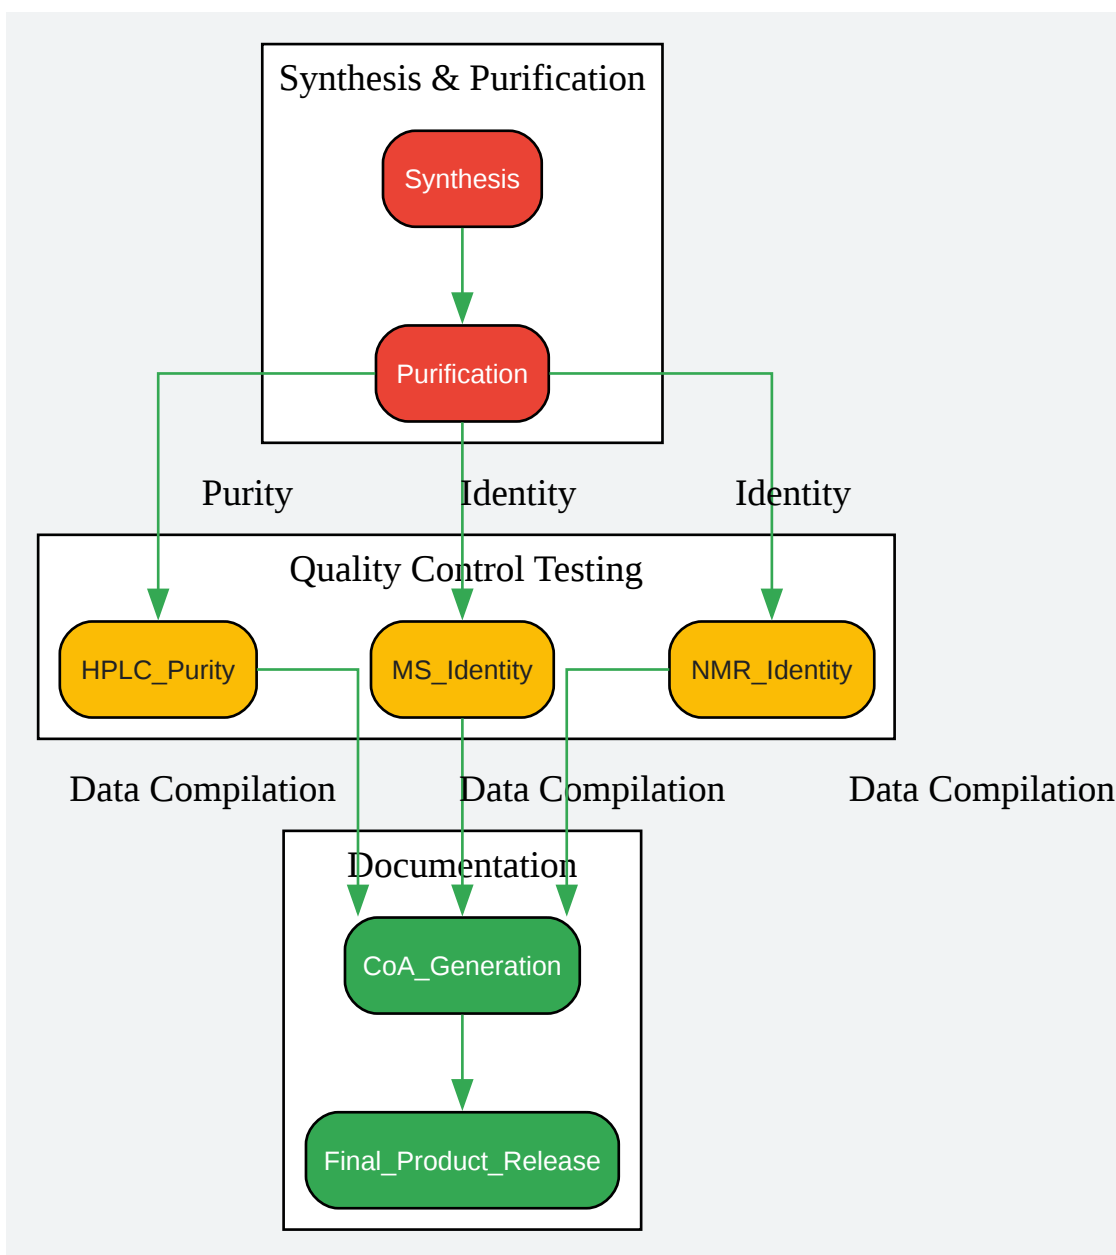 Synthesis & Purification
Synthesis
Purification
Purity
Identity
Identity
Quality Control Testing
HPLC_Purity
MS_Identity
NMR_Identity
Data Compilation
Data Compilation
Data Compilation
Documentation
CoA_Generation
Final_Product_Release